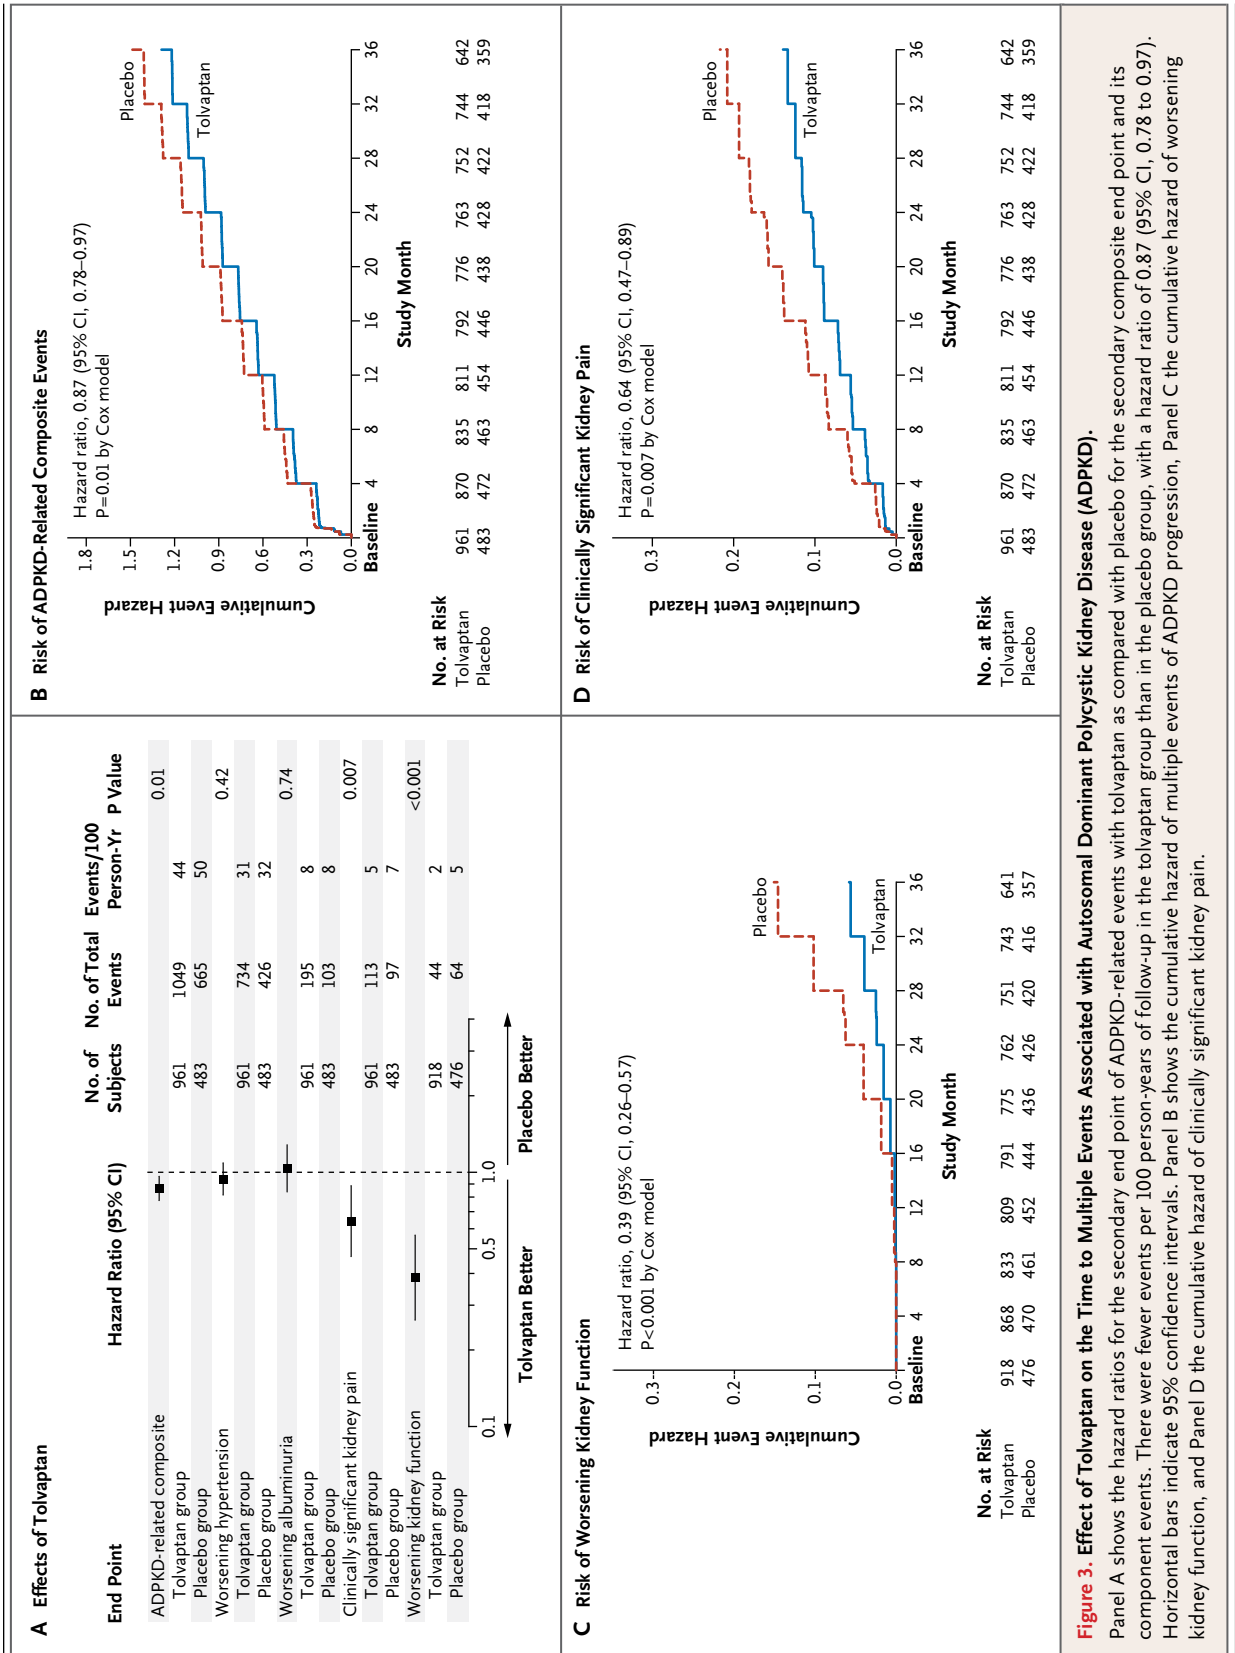 A Effects of Tolvaptan
End Point Hazard Ratio (95% CI) No. of Subjects No. of Total Events Events/100 Person-Yr P Value
ADPKD-related composite 0.01
Tolvaptan group 961 1049 44
Placebo group 483 665 50
Worsening hypertension 0.42
Tolvaptan group 961 734 31
Placebo group 483 426 32
Worsening albuminuria 0.74
Tolvaptan group 961 195 8
Placebo group 483 103 8
Clinically significant kidney pain 0.007
Tolvaptan group 961 113 5
Placebo group 483 97 7
Worsening kidney function <0.001
Tolvaptan group 918 44 2
Placebo group 476 64 5
0.1 0.5 1.0
Tolvaptan Better Placebo Better
B Risk of ADPKD-Related Composite Events
Hazard ratio, 0.87 (95% CI, 0.78–0.97)
P=0.01 by Cox model
Cumulative Event Hazard
1.8
1.5
1.2
0.9
0.6
0.3
0.0
Placebo
Tolvaptan
Baseline 4 8 12 16 20 24 28 32 36
Study Month
No. at Risk
Tolvaptan 961 870 835 811 792 776 763 752 744 642
Placebo 483 472 463 454 446 438 428 422 418 359
C Risk of Worsening Kidney Function
Hazard ratio, 0.39 (95% CI, 0.26–0.57)
P<0.001 by Cox model
Cumulative Event Hazard
0.3
0.2
0.1
0.0
Placebo
Tolvaptan
Baseline 4 8 12 16 20 24 28 32 36
Study Month
No. at Risk
Tolvaptan 918 868 833 809 791 775 762 751 743 641
Placebo 476 470 461 452 444 436 426 420 416 357
D Risk of Clinically Significant Kidney Pain
Hazard ratio, 0.64 (95% CI, 0.47–0.89)
P=0.007 by Cox model
Cumulative Event Hazard
0.3
0.2
0.1
0.0
Placebo
Tolvaptan
Baseline 4 8 12 16 20 24 28 32 36
Study Month
No. at Risk
Tolvaptan 961 870 835 811 792 776 763 752 744 642
Placebo 483 472 463 454 446 438 428 422 418 359
Figure 3. Effect of Tolvaptan on the Time to Multiple Events Associated with Autosomal Dominant Polycystic Kidney Disease (ADPKD).
Panel A shows the hazard ratios for the secondary end point of ADPKD-related events with tolvaptan as compared with placebo for the secondary composite end point and its
component events. There were fewer events per 100 person-years of follow-up in the tolvaptan group than in the placebo group, with a hazard ratio of 0.87 (95% CI, 0.78 to 0.97).
Horizontal bars indicate 95% confidence intervals. Panel B shows the cumulative hazard of multiple events of ADPKD progression, Panel C the cumulative hazard of worsening
kidney function, and Panel D the cumulative hazard of clinically significant kidney pain.